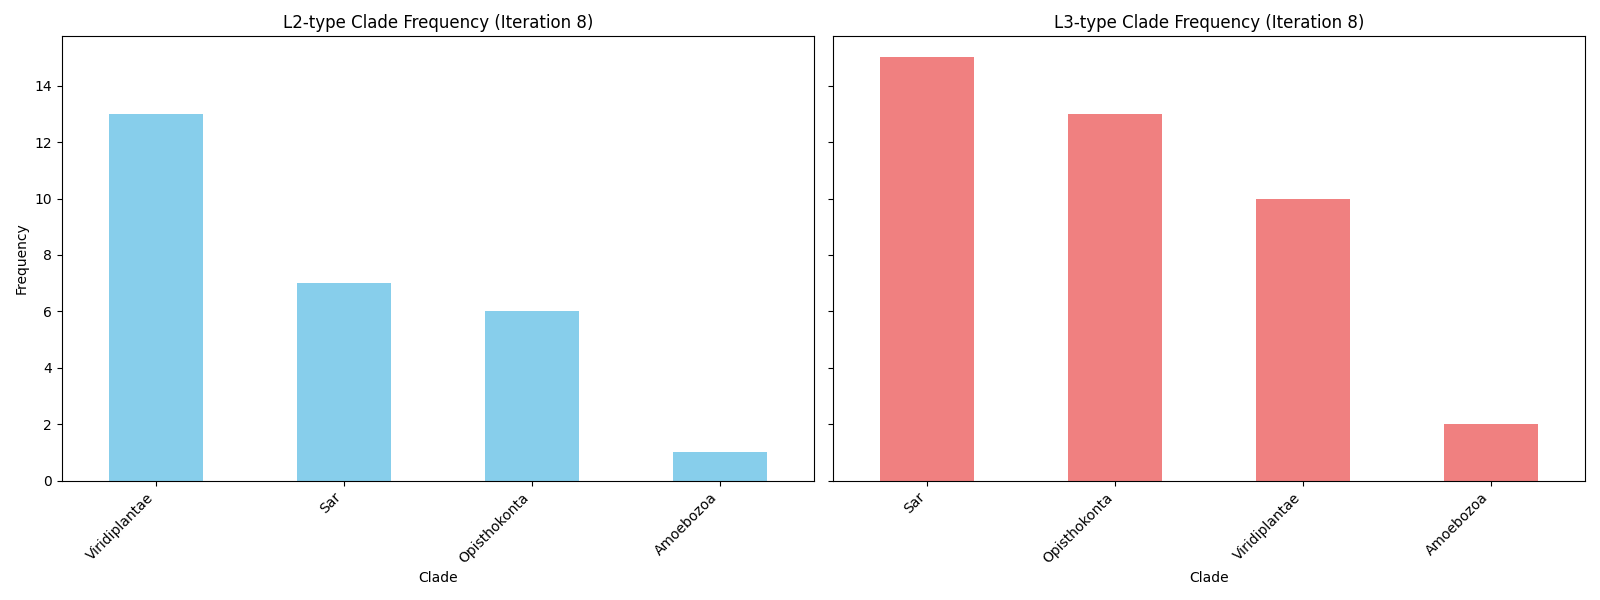 L2-type Clade Frequency (Iteration 8)
Frequency
14
12
10
8
6
4
2
0
Viridiplantae
Sar
Opisthokonta
Amoebozoa
Clade
L3-type Clade Frequency (Iteration 8)
Sar
Opisthokonta
Viridiplantae
Amoebozoa
Clade